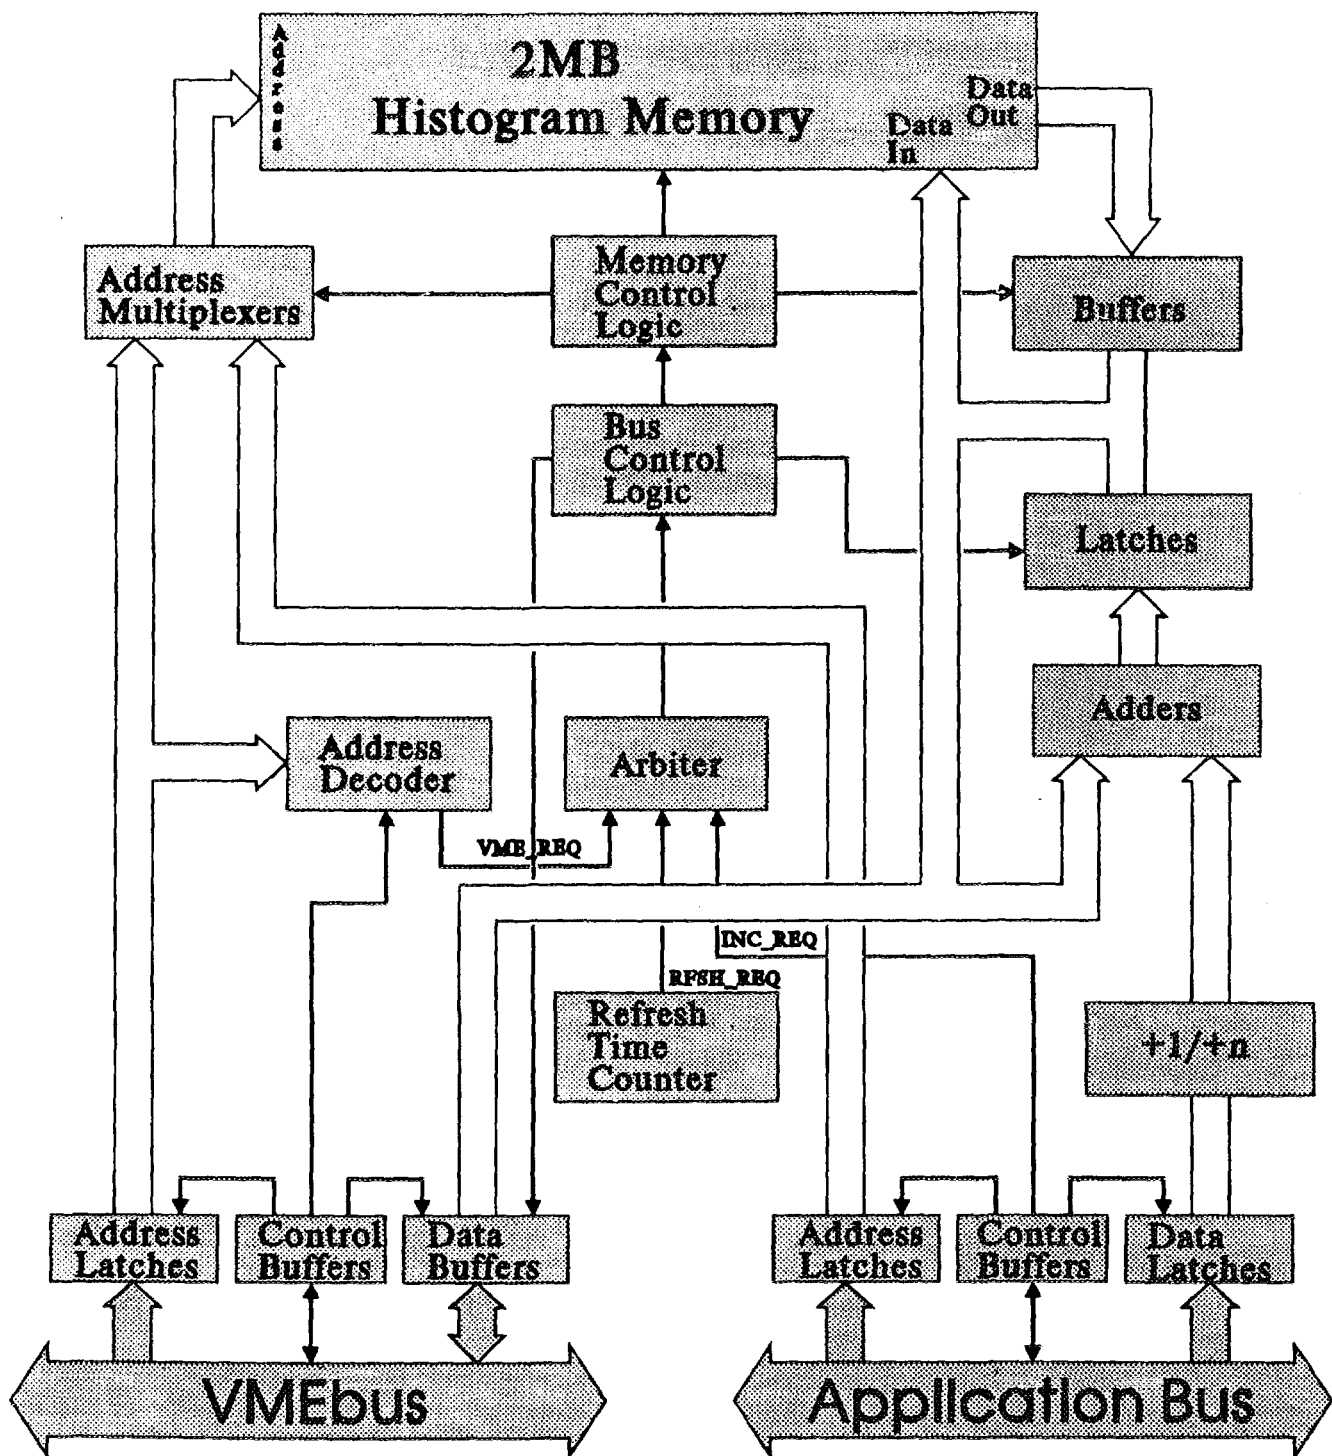 Address
2MB
Histogram Memory
Data
Out
Data
In
Address
Multiplexers
Memory
Control
Logic
Buffers
Bus
Control
Logic
Latches
Adders
Address
Decoder
Arbiter
VME_REQ
INC_REQ
RFSH_REQ
Refresh
Time
Counter
+1/+n
Address
Latches
Control
Buffers
Data
Buffers
Address
Latches
Control
Buffers
Data
Latches
VMEbus
Application Bus